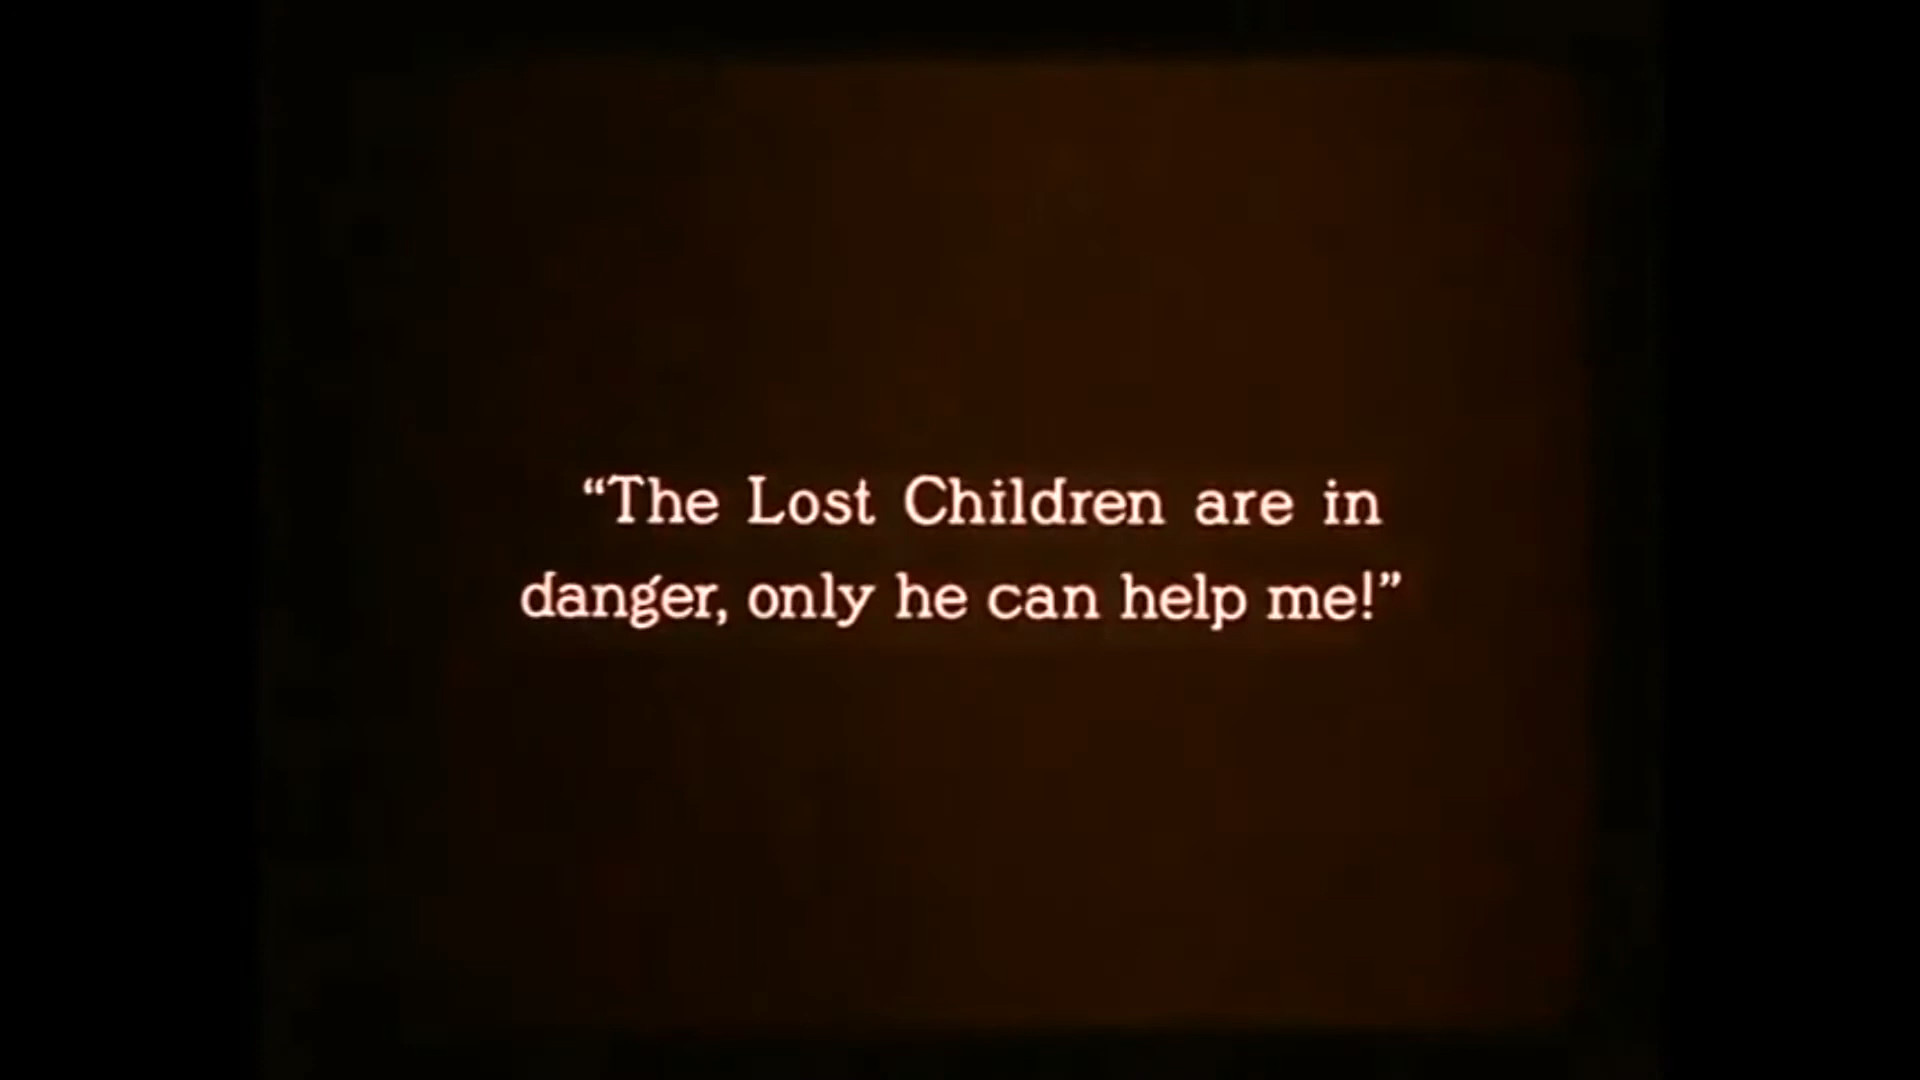 “The Lost Children are in
danger, only he can help me!”